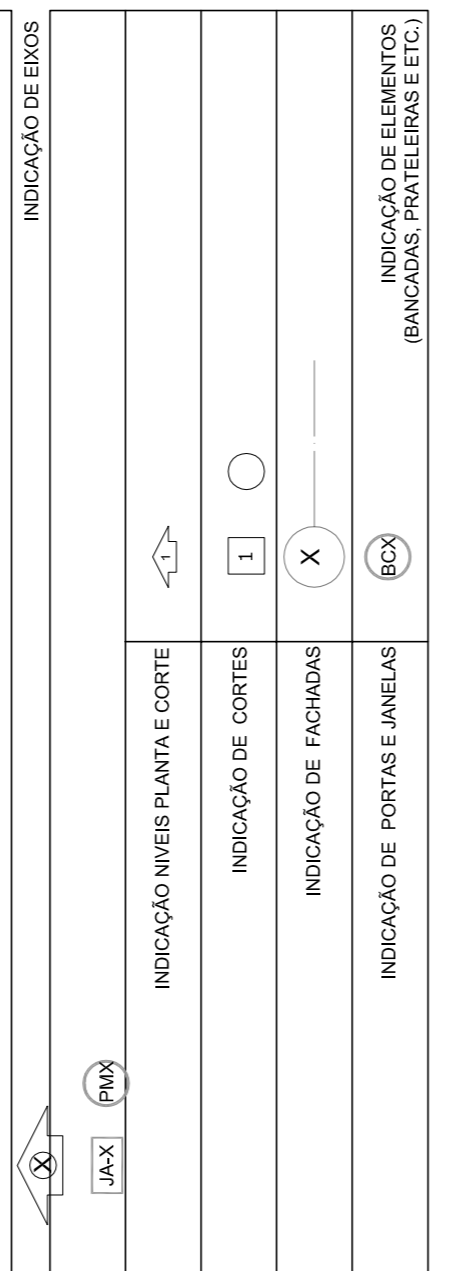 INDICAÇÃO DE EIXOS
X
JA-X
PMX
INDICAÇÃO NIVEIS PLANTA E CORTE
1
INDICAÇÃO DE CORTES
1
INDICAÇÃO DE FACHADAS
X
INDICAÇÃO DE PORTAS E JANELAS
BCX
INDICAÇÃO DE ELEMENTOS
(BANCADAS, PRATELEIRAS E ETC.)